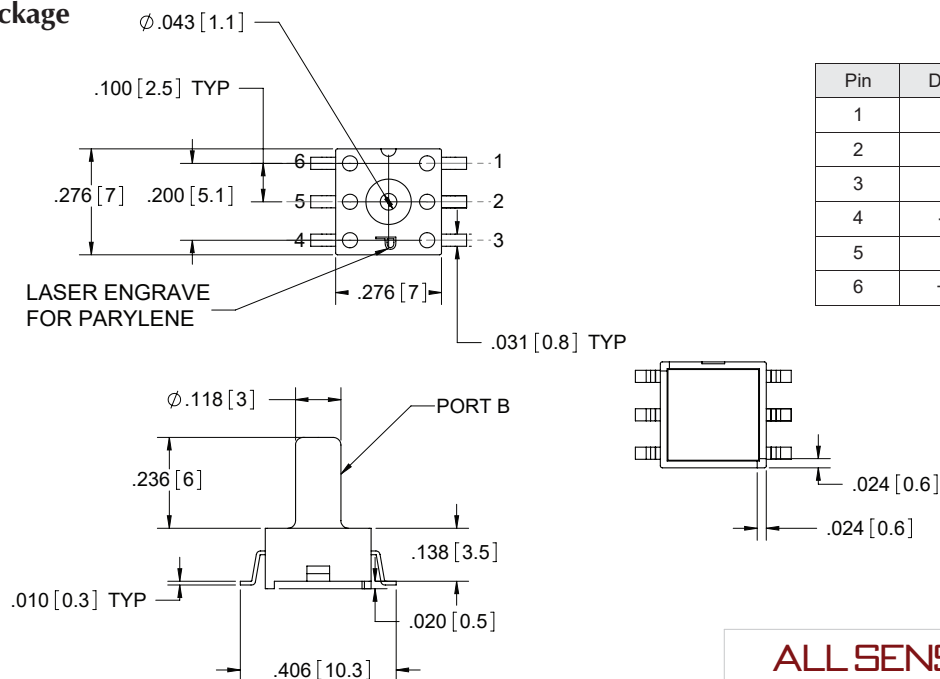 Ø.043 [1.1]
.100 [2.5] TYP
6
1
.276 [7]
.200 [5.1]
5
2
4
3
LASER ENGRAVE
FOR PARYLENE
.276 [7]
.031 [0.8] TYP
Pin
1
2
3
4
5
6
Ø.118 [3]
PORT B
.236 [6]
.024 [0.6]
.024 [0.6]
.138 [3.5]
.010 [0.3] TYP
.020 [0.5]
.406 [10.3]
ALL